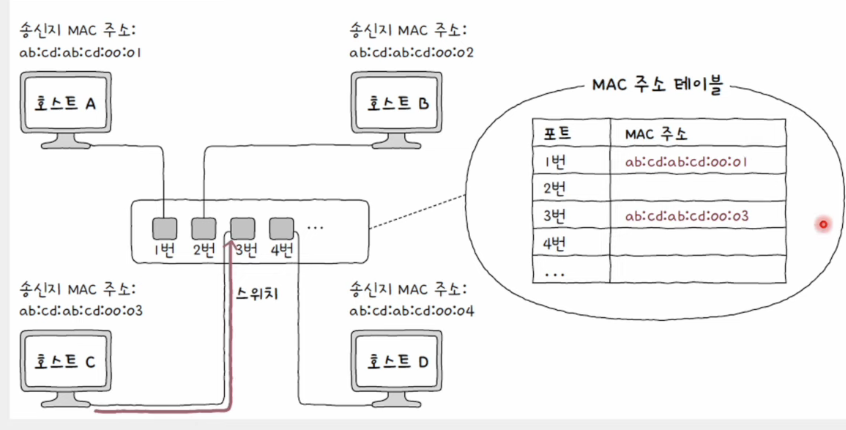 송신지 MAC 주소:
ab:cd:ab:cd:00:01
송신지 MAC 주소:
ab:cd:ab:cd:00:02
호스트 A
호스트 B
MAC 주소 테이블
포트 MAC 주소
1번 ab:cd:ab:cd:00:01
2번
3번 ab:cd:ab:cd:00:03
4번
...
...
1번 2번 3번 4번
스위치
송신지 MAC 주소:
ab:cd:ab:cd:00:03
송신지 MAC 주소:
ab:cd:ab:cd:00:04
호스트 C
호스트 D